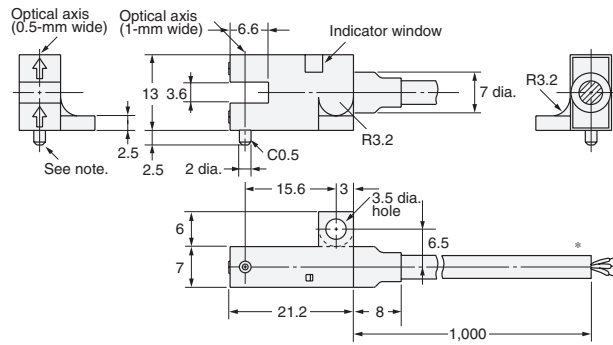 Optical axis
(0.5-mm wide)
Optical axis
(1-mm wide)
6.6
Indicator window
13
3.6
7 dia.
R3.2
R3.2
2.5
2.5
See note.
C0.5
2 dia.
15.6
3
3.5 dia.
hole
6
6.5
7
*
21.2
8
1,000